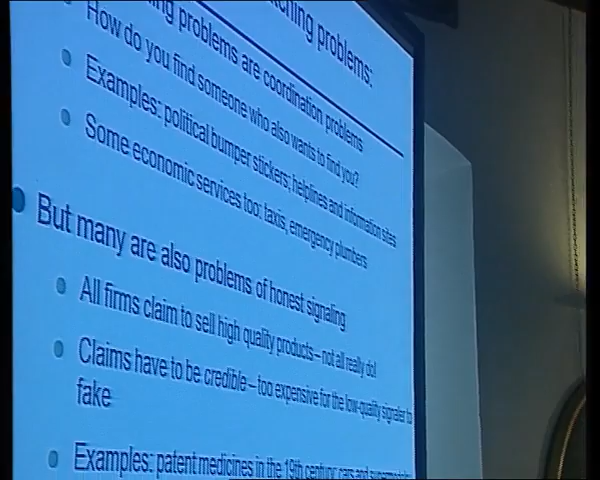 ching problems:
ing problems are coordination problems
How do you find someone who also wants to find you?
Examples: political bumper stickers; helplines and information sites
Some economic services too: taxis, emergency plumbers
But many are also problems of honest signaling
All firms claim to sell high quality products – not all really do!
Claims have to be credible – too expensive for the low-quality signaler to
fake
Examples: patent medicines in the 19th century, cars and